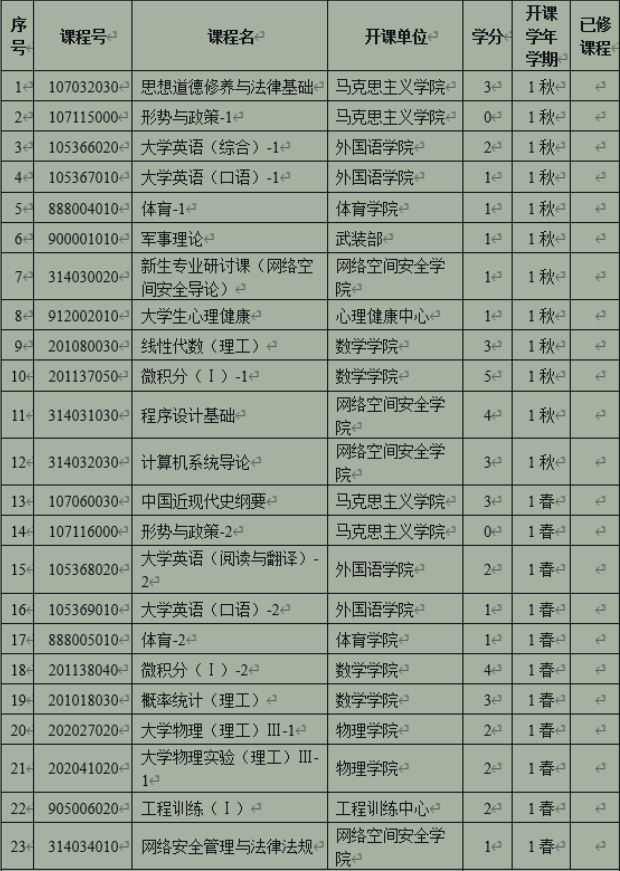 序号 课程号 课程名 开课单位 学分 开课学年学期 已修课程
1 107032030 思想道德修养与法律基础 马克思主义学院 3 1 秋
2 107115000 形势与政策-1 马克思主义学院 0 1 秋
3 105366020 大学英语（综合）-1 外国语学院 2 1 秋
4 105367010 大学英语（口语）-1 外国语学院 1 1 秋
5 888004010 体育-1 体育学院 1 1 秋
6 900001010 军事理论 武装部 1 1 秋
7 314030020 新生专业研讨课（网络空间安全导论） 网络空间安全学院 1 1 秋
8 912002010 大学生心理健康 心理健康中心 1 1 秋
9 201080030 线性代数（理工） 数学学院 3 1 秋
10 201137050 微积分（Ⅰ）-1 数学学院 5 1 秋
11 314031030 程序设计基础 网络空间安全学院 4 1 秋
12 314032030 计算机系统导论 网络空间安全学院 3 1 秋
13 107060030 中国近现代史纲要 马克思主义学院 3 1 春
14 107116000 形势与政策-2 马克思主义学院 0 1 春
15 105368020 大学英语（阅读与翻译）-2 外国语学院 2 1 春
16 105369010 大学英语（口语）-2 外国语学院 1 1 春
17 888005010 体育-2 体育学院 1 1 春
18 201138040 微积分（Ⅰ）-2 数学学院 4 1 春
19 201018030 概率统计（理工） 数学学院 3 1 春
20 202027020 大学物理（理工）Ⅲ-1 物理学院 2 1 春
21 202041020 大学物理实验（理工）Ⅲ-1 物理学院 2 1 春
22 905006020 工程训练（Ⅰ） 工程训练中心 2 1 春
23 314034010 网络安全管理与法律法规 网络空间安全学院 1 1 春